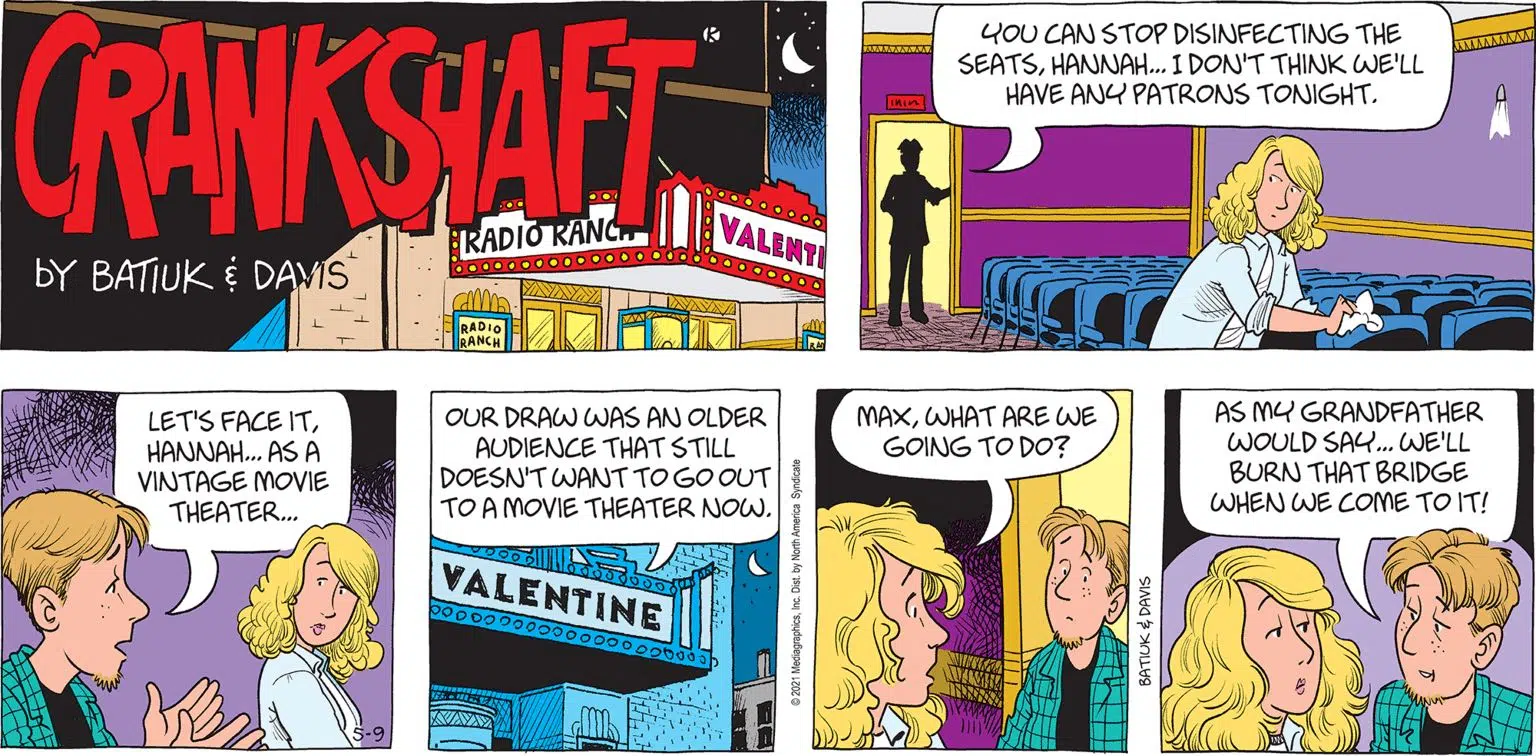 CRANKSHAFT
BY BATIUK & DAVIS
RADIO RANCH
VALENTI
RADIO
RANCH
YOU CAN STOP DISINFECTING THE
SEATS, HANNAH... I DON'T THINK WE'LL
HAVE ANY PATRONS TONIGHT.
LET'S FACE IT,
HANNAH... AS A
VINTAGE MOVIE
THEATER...
5-9
OUR DRAW WAS AN OLDER
AUDIENCE THAT STILL
DOESN'T WANT TO GO OUT
TO A MOVIE THEATER NOW.
VALENTINE
© 2021 Mediagraphics, Inc. Dist. by North America Syndicate
MAX, WHAT ARE WE
GOING TO DO?
BATIUK & DAVIS
AS MY GRANDFATHER
WOULD SAY... WE'LL
BURN THAT BRIDGE
WHEN WE COME TO IT!